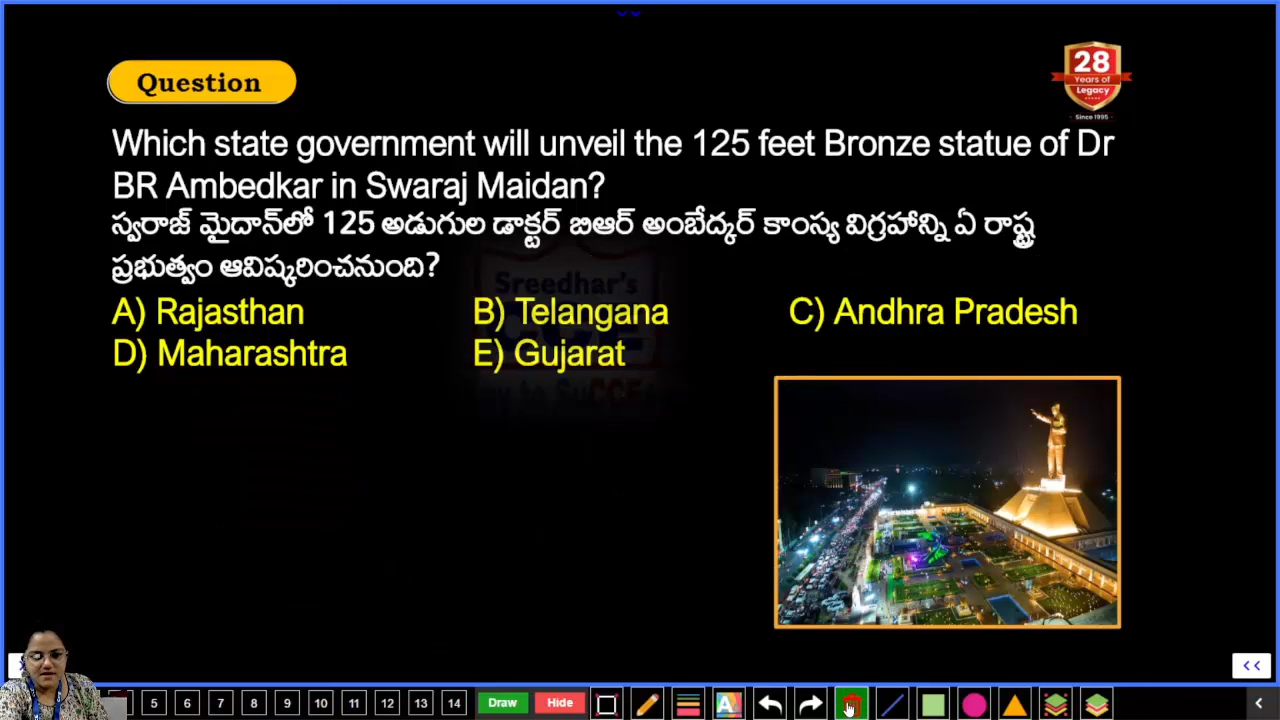 Question
28
Years of
Legacy
Since 1995
Which state government will unveil the 125 feet Bronze statue of Dr
BR Ambedkar in Swaraj Maidan?
స్వరాజ్ మైదాన్‌లో 125 అడుగుల డాక్టర్ బిఆర్ అంబేద్కర్ కాంస్య విగ్రహాన్ని ఏ రాష్ట్ర
ప్రభుత్వం ఆవిష్కరించనుంది?
Sreedhar's
CCE
A) Rajasthan B) Telangana C) Andhra Pradesh
D) Maharashtra E) Gujarat
5 6 7 8 9 10 11 12 13 14 Draw Hide